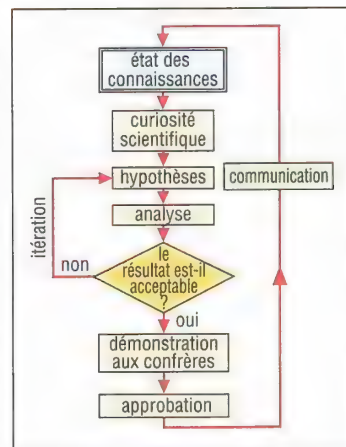 état des
connaissances
curiosité
scientifique
hypothèses
communication
analyse
itération
non
le
résultat est-il
acceptable
?
oui
démonstration
aux confrères
approbation